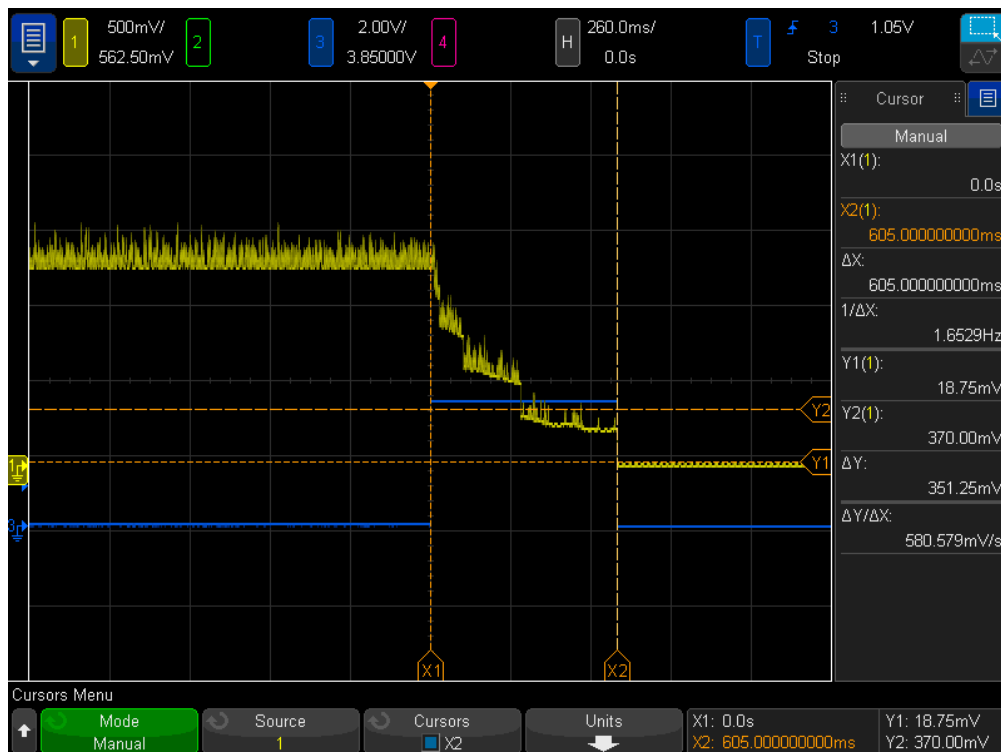 1 500mV/ 562.50mV 2 3 2.00V/ 3.85000V 4 H 260.0ms/ 0.0s T 3 1.05V Stop
Cursor
Manual
X1(1):
0.0s
X2(1):
605.000000000ms
ΔX:
605.000000000ms
1/ΔX:
1.6529Hz
Y1(1):
18.75mV
Y2(1):
370.00mV
ΔY:
351.25mV
ΔY/ΔX:
580.579mV/s
Y2
1 Y1
3
X1 X2
Cursors Menu
Mode Manual
Source 1
Cursors X2
Units
X1: 0.0s
X2: 605.000000000ms
Y1: 18.75mV
Y2: 370.00mV